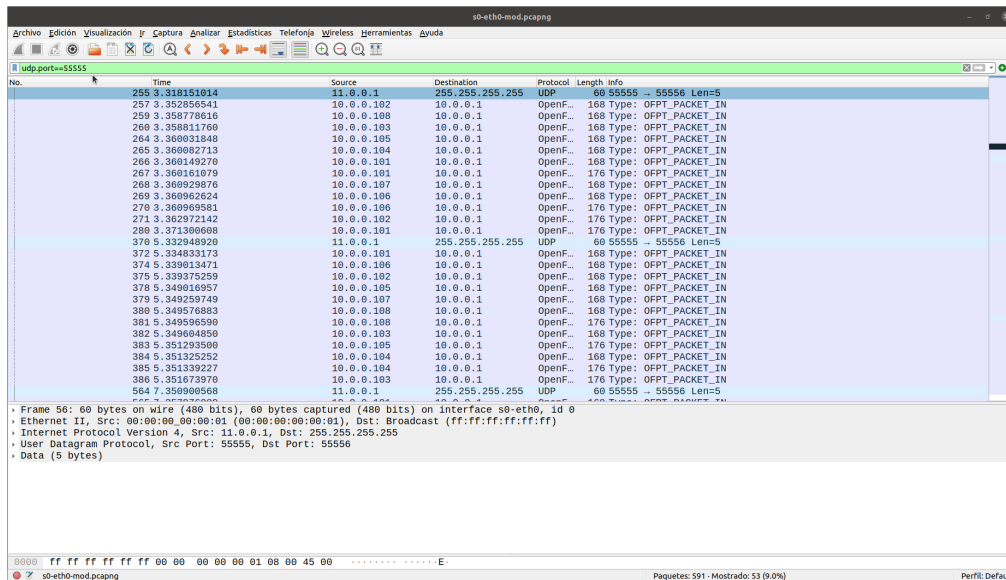 s0-eth0-mod.pcapng
Archivo Edición Visualización Ir Captura Analizar Estadísticas Telefonía Wireless Herramientas Ayuda
udp.port==55555
No. Time Source Destination Protocol Length Info
255 3.318151014 11.0.0.1 255.255.255.255 UDP 60 55555 → 55556 Len=5
257 3.352856541 10.0.0.102 10.0.0.1 OpenF… 168 Type: OFPT_PACKET_IN
259 3.358778616 10.0.0.108 10.0.0.1 OpenF… 168 Type: OFPT_PACKET_IN
260 3.358811760 10.0.0.103 10.0.0.1 OpenF… 168 Type: OFPT_PACKET_IN
264 3.360031848 10.0.0.105 10.0.0.1 OpenF… 168 Type: OFPT_PACKET_IN
265 3.360082713 10.0.0.104 10.0.0.1 OpenF… 168 Type: OFPT_PACKET_IN
266 3.360149270 10.0.0.101 10.0.0.1 OpenF… 168 Type: OFPT_PACKET_IN
267 3.360161079 10.0.0.101 10.0.0.1 OpenF… 176 Type: OFPT_PACKET_IN
268 3.360929876 10.0.0.107 10.0.0.1 OpenF… 168 Type: OFPT_PACKET_IN
269 3.360962624 10.0.0.106 10.0.0.1 OpenF… 168 Type: OFPT_PACKET_IN
270 3.360969581 10.0.0.106 10.0.0.1 OpenF… 176 Type: OFPT_PACKET_IN
271 3.362972142 10.0.0.102 10.0.0.1 OpenF… 176 Type: OFPT_PACKET_IN
280 3.371300608 10.0.0.101 10.0.0.1 OpenF… 176 Type: OFPT_PACKET_IN
370 5.332948920 11.0.0.1 255.255.255.255 UDP 60 55555 → 55556 Len=5
372 5.334833173 10.0.0.101 10.0.0.1 OpenF… 168 Type: OFPT_PACKET_IN
374 5.339013471 10.0.0.106 10.0.0.1 OpenF… 168 Type: OFPT_PACKET_IN
375 5.339375259 10.0.0.102 10.0.0.1 OpenF… 168 Type: OFPT_PACKET_IN
378 5.349016957 10.0.0.105 10.0.0.1 OpenF… 168 Type: OFPT_PACKET_IN
379 5.349259749 10.0.0.107 10.0.0.1 OpenF… 168 Type: OFPT_PACKET_IN
380 5.349576883 10.0.0.108 10.0.0.1 OpenF… 168 Type: OFPT_PACKET_IN
381 5.349596590 10.0.0.108 10.0.0.1 OpenF… 176 Type: OFPT_PACKET_IN
382 5.349604850 10.0.0.103 10.0.0.1 OpenF… 168 Type: OFPT_PACKET_IN
383 5.351293500 10.0.0.105 10.0.0.1 OpenF… 176 Type: OFPT_PACKET_IN
384 5.351325252 10.0.0.104 10.0.0.1 OpenF… 168 Type: OFPT_PACKET_IN
385 5.351339227 10.0.0.104 10.0.0.1 OpenF… 176 Type: OFPT_PACKET_IN
386 5.351673970 10.0.0.103 10.0.0.1 OpenF… 176 Type: OFPT_PACKET_IN
564 7.350900568 11.0.0.1 255.255.255.255 UDP 60 55555 → 55556 Len=5
Frame 56: 60 bytes on wire (480 bits), 60 bytes captured (480 bits) on interface s0-eth0, id 0
Ethernet II, Src: 00:00:00_00:00:01 (00:00:00:00:00:01), Dst: Broadcast (ff:ff:ff:ff:ff:ff)
Internet Protocol Version 4, Src: 11.0.0.1, Dst: 255.255.255.255
User Datagram Protocol, Src Port: 55555, Dst Port: 55556
Data (5 bytes)
0000 ff ff ff ff ff ff 00 00 00 00 00 01 08 00 45 00 ········ ······E·
s0-eth0-mod.pcapng Paquetes: 591 · Mostrado: 53 (9.0%) Perfil: Defau